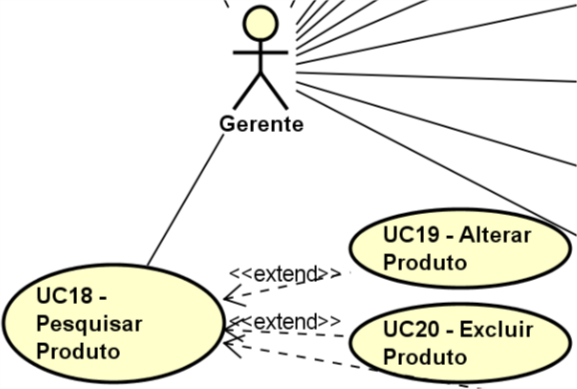 Gerente
UC19 - Alterar
Produto
<<extend>>
UC18 -
Pesquisar
Produto
<<extend>>
UC20 - Excluir
Produto